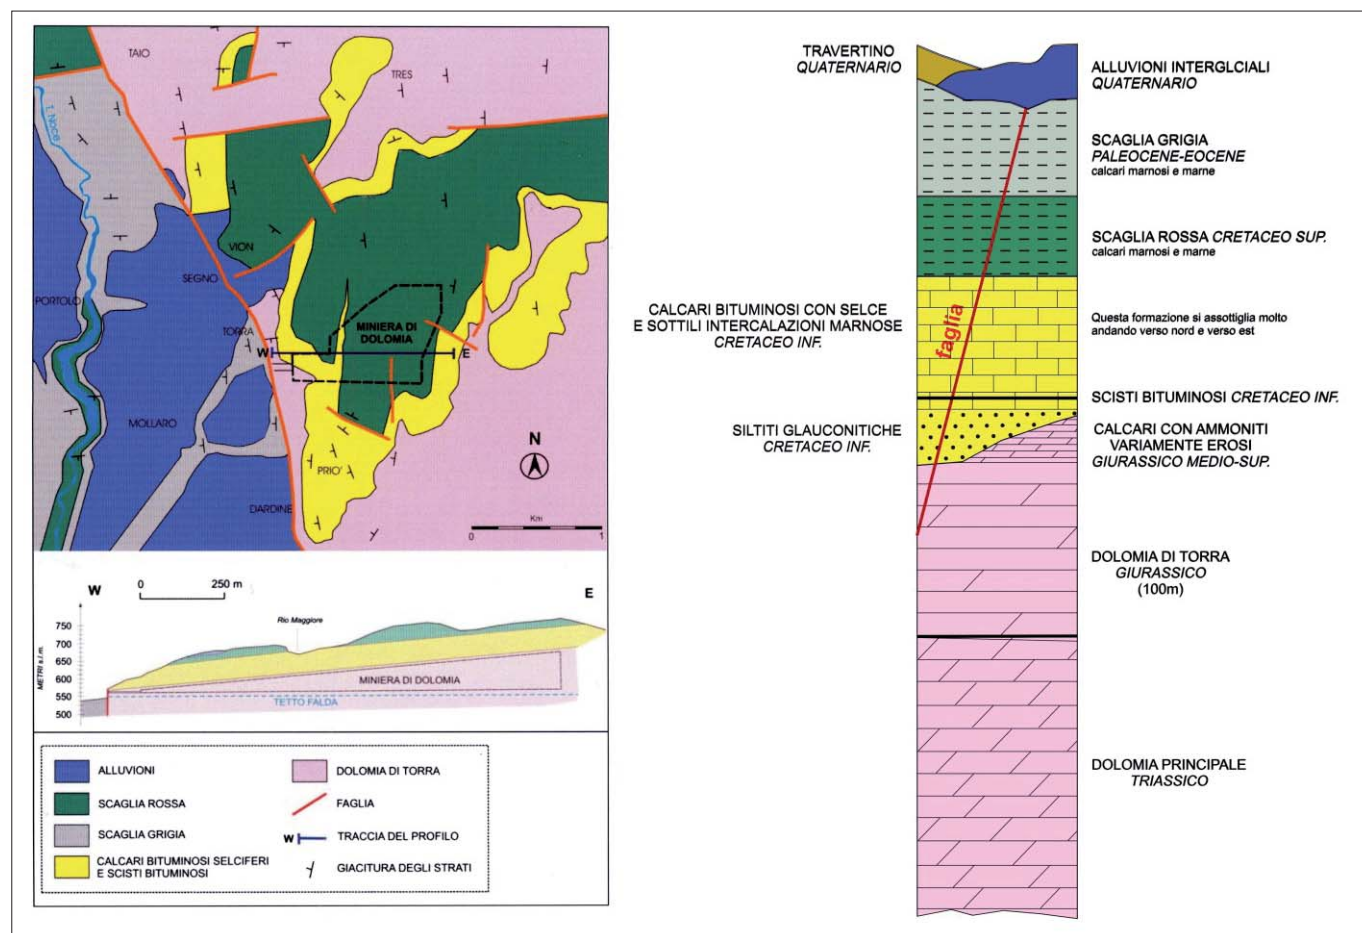 TAIO
TRES
T. NOCE
VION
SEGNO
PORTOLO
TORRA
MINIERA DI
DOLOMIA
W
E
MOLLARO
PRIO'
DARDINE
N
Km
0
1
W
0
250 m
E
Rio Maggiore
METRI s.l.m.
750
700
650
600
550
500
MINIERA DI DOLOMIA
TETTO FALDA
ALLUVIONI
SCAGLIA ROSSA
SCAGLIA GRIGIA
CALCARI BITUMINOSI SELCIFERI
E SCISTI BITUMINOSI
DOLOMIA DI TORRA
FAGLIA
W
TRACCIA DEL PROFILO
GIACITURA DEGLI STRATI
TRAVERTINO
QUATERNARIO
ALLUVIONI INTERGLCIALI
QUATERNARIO
SCAGLIA GRIGIA
PALEOCENE-EOCENE
calcari marnosi e marne
SCAGLIA ROSSA CRETACEO SUP.
calcari marnosi e marne
CALCARI BITUMINOSI CON SELCE
E SOTTILI INTERCALAZIONI MARNOSE
CRETACEO INF.
Questa formazione si assottiglia molto
andando verso nord e verso est
faglia
SCISTI BITUMINOSI CRETACEO INF.
SILTITI GLAUCONITICHE
CRETACEO INF.
CALCARI CON AMMONITI
VARIAMENTE EROSI
GIURASSICO MEDIO-SUP.
DOLOMIA DI TORRA
GIURASSICO
(100m)
DOLOMIA PRINCIPALE
TRIASSICO